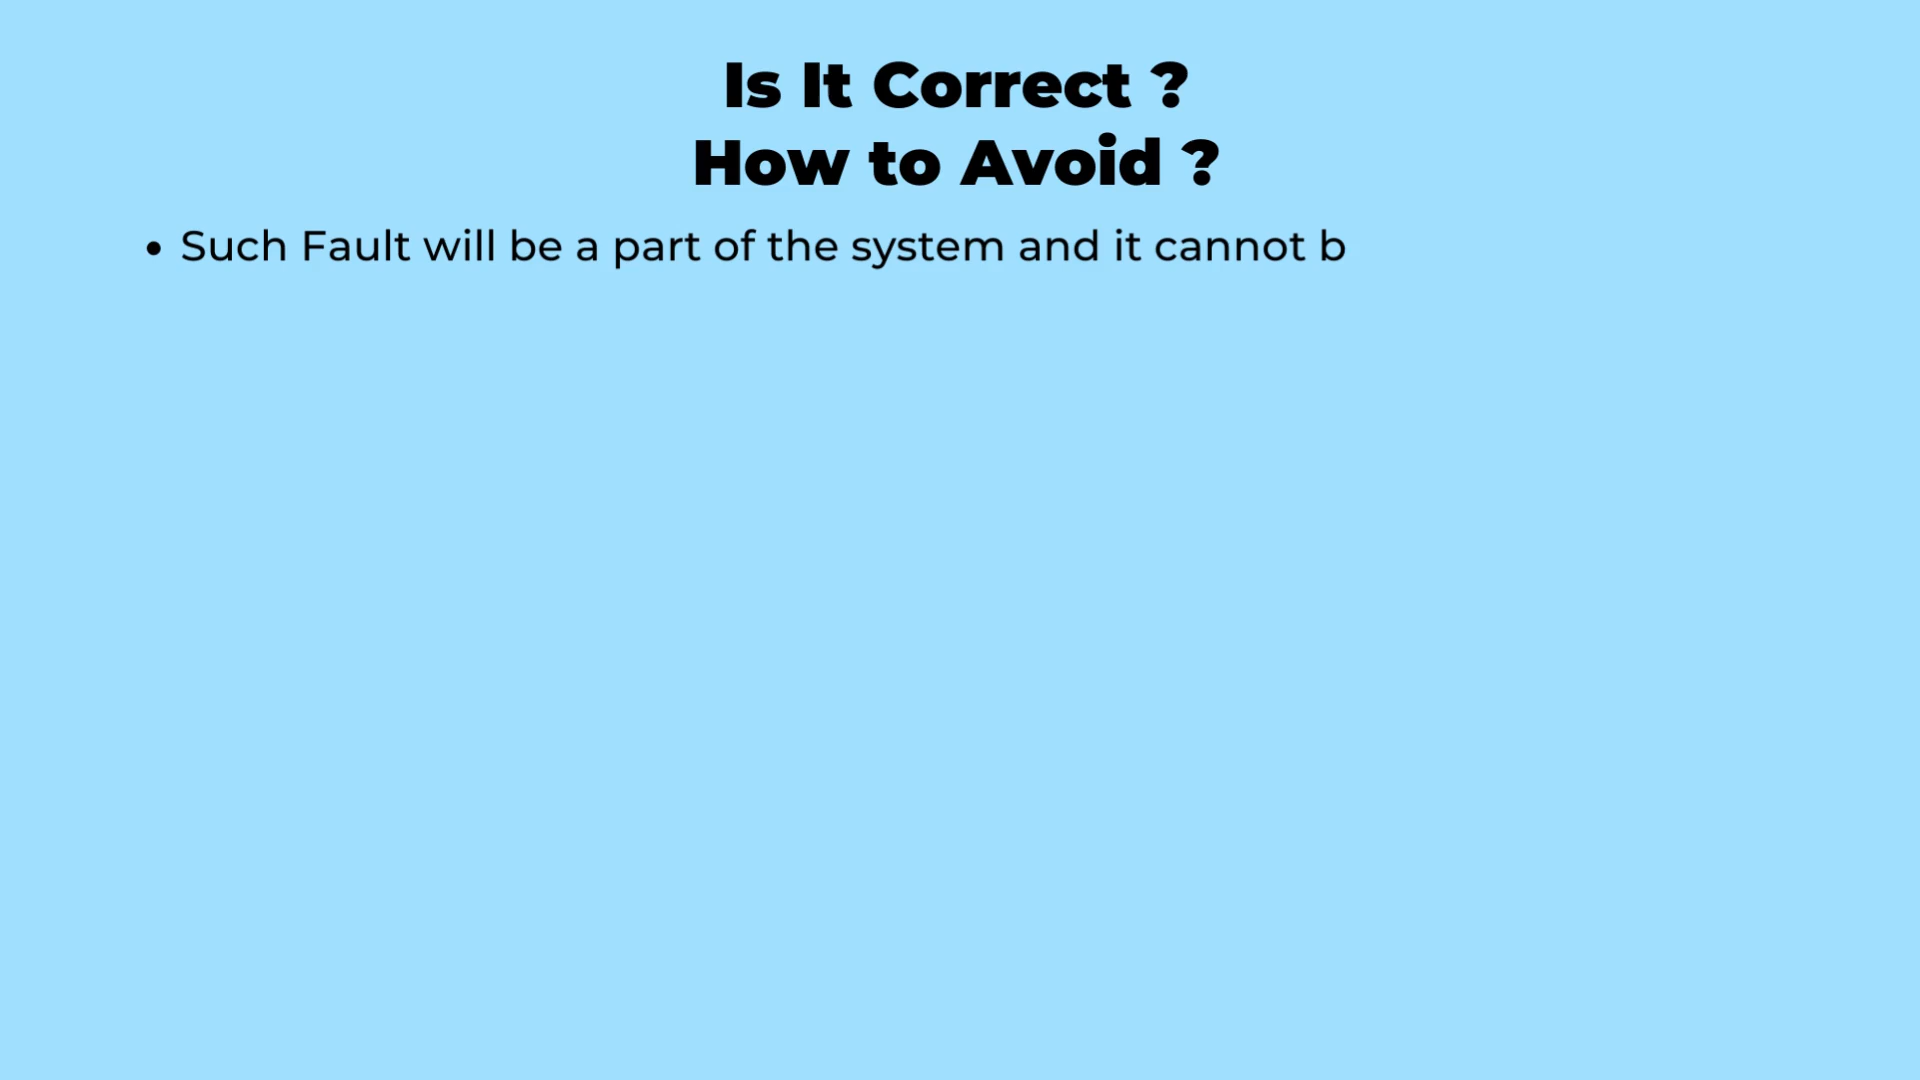 Is It Correct ?
How to Avoid ?
• Such Fault will be a part of the system and it cannot b